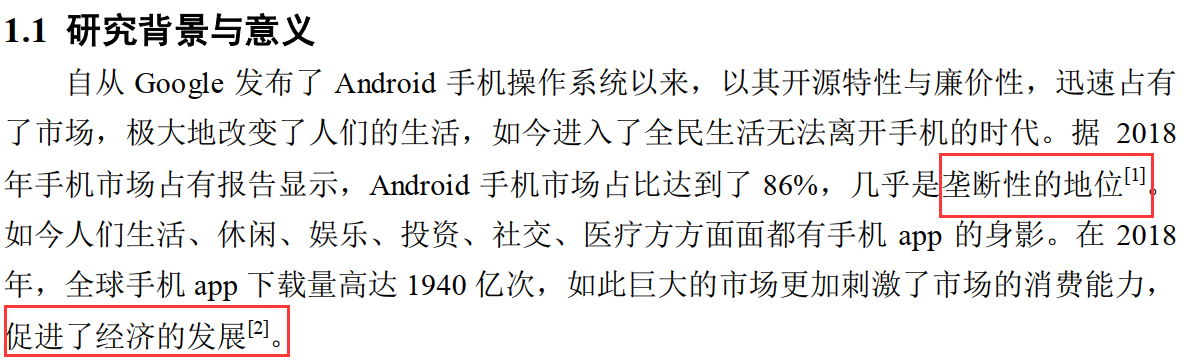 1.1 研究背景与意义
自从 Google 发布了 Android 手机操作系统以来，以其开源特性与廉价性，迅速占有
了市场，极大地改变了人们的生活，如今进入了全民生活无法离开手机的时代。据 2018
年手机市场占有报告显示，Android 手机市场占比达到了 86%，几乎是垄断性的地位[1]。
如今人们生活、休闲、娱乐、投资、社交、医疗方方面面都有手机 app 的身影。在 2018
年，全球手机 app 下载量高达 1940 亿次，如此巨大的市场更加刺激了市场的消费能力，
促进了经济的发展[2]。